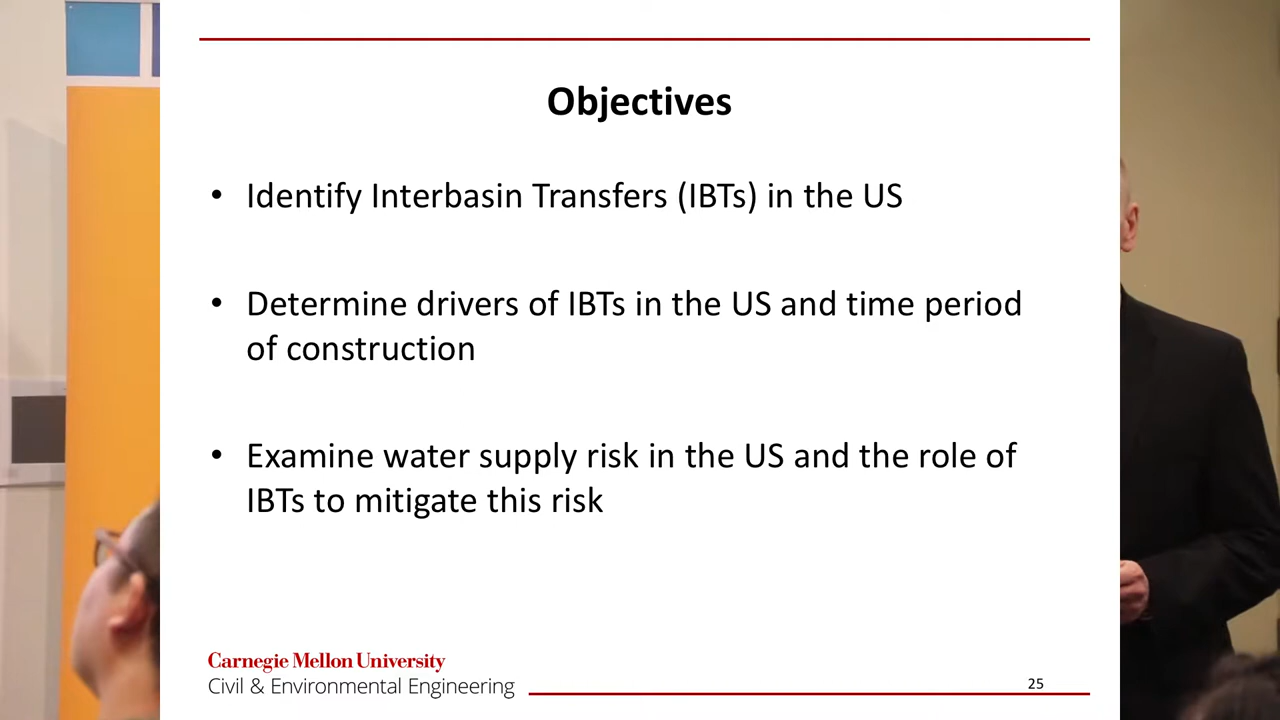 Objectives
• Identify Interbasin Transfers (IBTs) in the US
• Determine drivers of IBTs in the US and time period
of construction
• Examine water supply risk in the US and the role of
IBTs to mitigate this risk
Carnegie Mellon University
Civil & Environmental Engineering
25